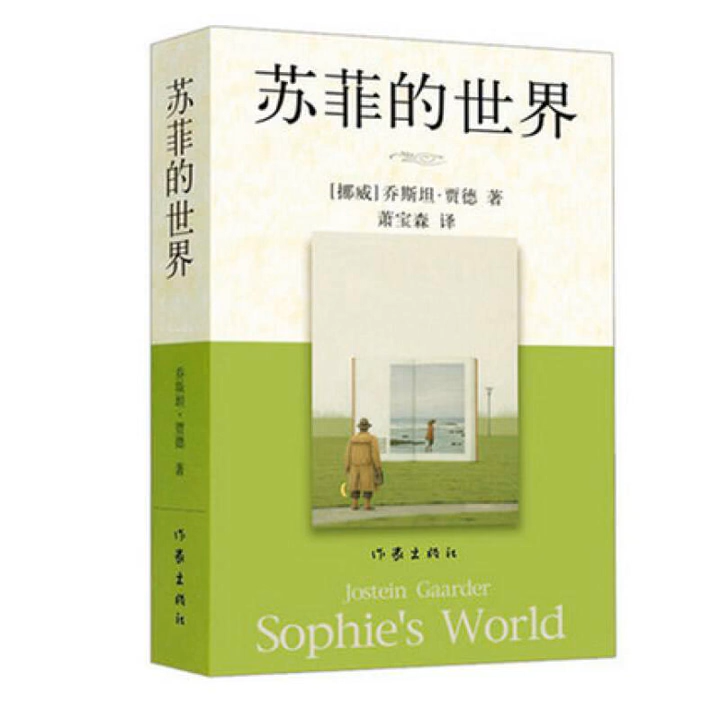 苏菲的世界
[挪威]乔斯坦·贾德 著
萧宝森 译
作家出版社
Jostein Gaarder
Sophie's World
苏菲的世界
乔斯坦·贾德 著
作家出版社